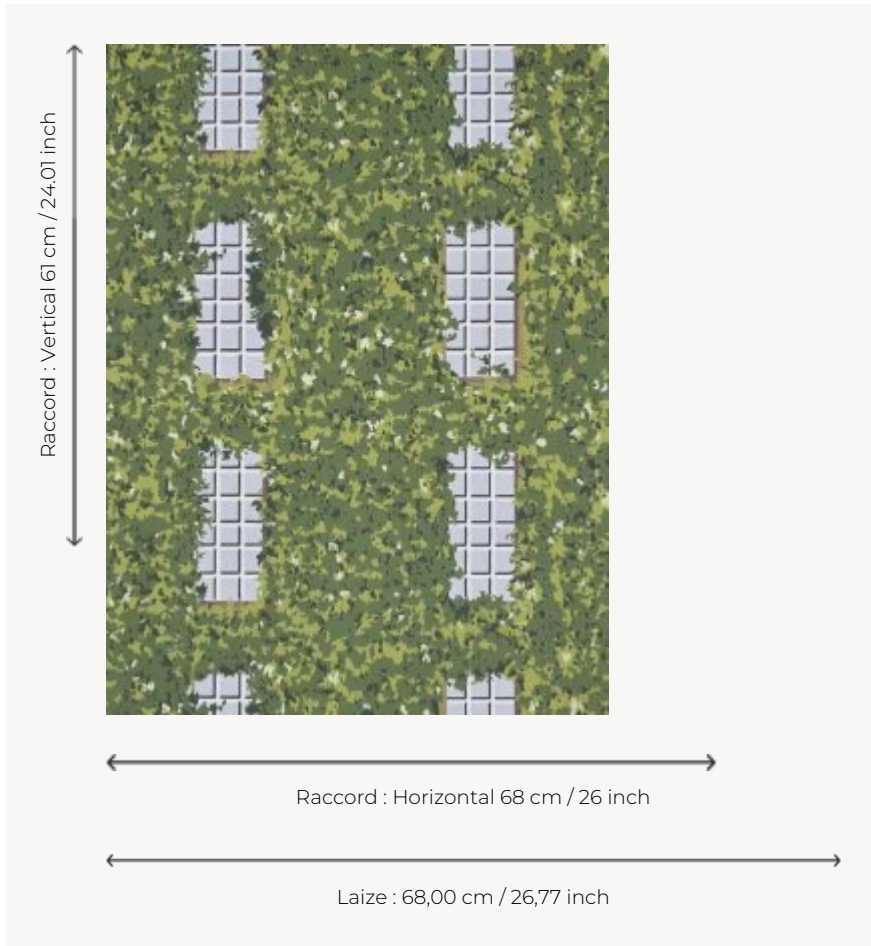 Raccord : Vertical 61 cm / 24.01 inch
Raccord : Horizontal 68 cm / 26 inch
Laize : 68,00 cm / 26,77 inch